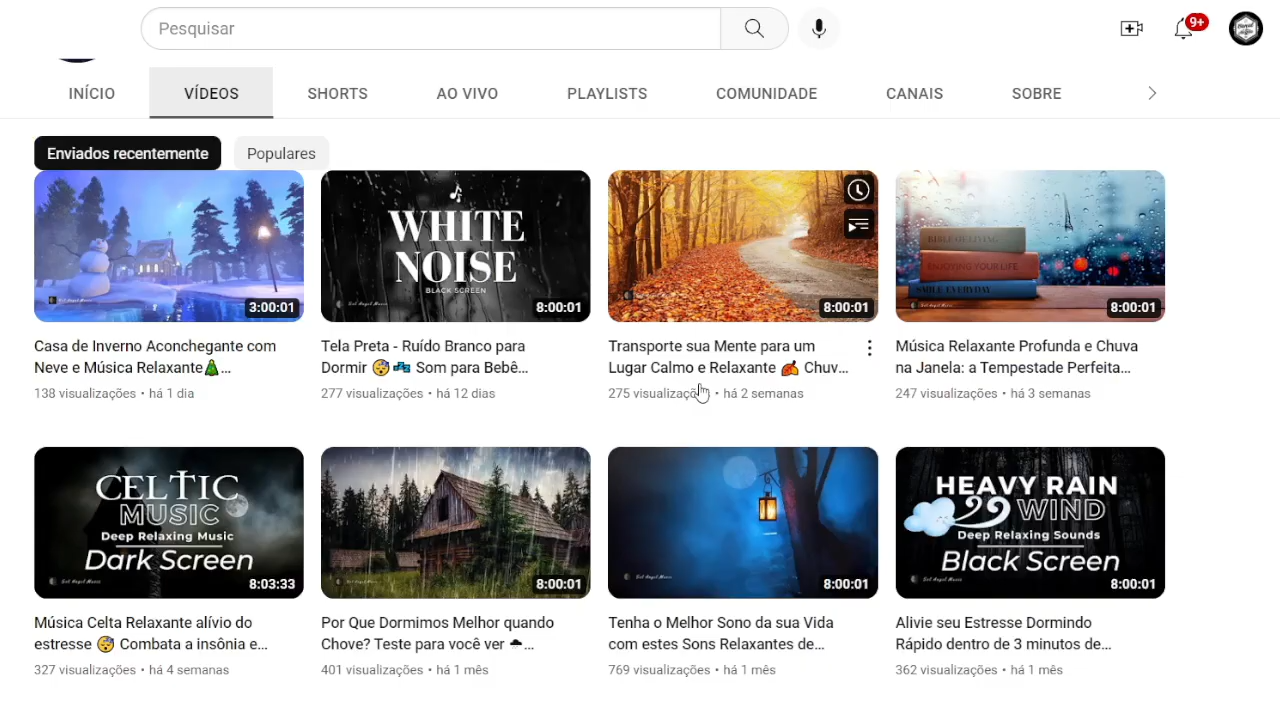 Pesquisar
9+
INÍCIO
VÍDEOS
SHORTS
AO VIVO
PLAYLISTS
COMUNIDADE
CANAIS
SOBRE
Enviados recentemente
Populares
3:00:01
WHITE
NOISE
BLACK SCREEN
8:00:01
8:00:01
ENJOYING YOUR LIFE
SMILE EVERYDAY
8:00:01
Casa de Inverno Aconchegante com
Neve e Música Relaxante🎄...
138 visualizações • há 1 dia
Tela Preta - Ruído Branco para
Dormir 😴💤 Som para Bebê...
277 visualizações • há 12 dias
Transporte sua Mente para um
Lugar Calmo e Relaxante 🍂 Chuv...
275 • há 2 semanas
Música Relaxante Profunda e Chuva
na Janela: a Tempestade Perfeita...
247 visualizações • há 3 semanas
CELTIC
MUSIC
Deep Relaxing Music
Dark Screen
8:03:33
8:00:01
8:00:01
HEAVY RAIN
WIND
Deep Relaxing Sounds
Black Screen
8:00:01
Música Celta Relaxante alívio do
estresse 😴 Combata a insônia e...
327 visualizações • há 4 semanas
Por Que Dormimos Melhor quando
Chove? Teste para você ver 🌧...
401 visualizações • há 1 mês
Tenha o Melhor Sono da sua Vida
com estes Sons Relaxantes de...
769 visualizações • há 1 mês
Alivie seu Estresse Dormindo
Rápido dentro de 3 minutos de...
362 visualizações • há 1 mês